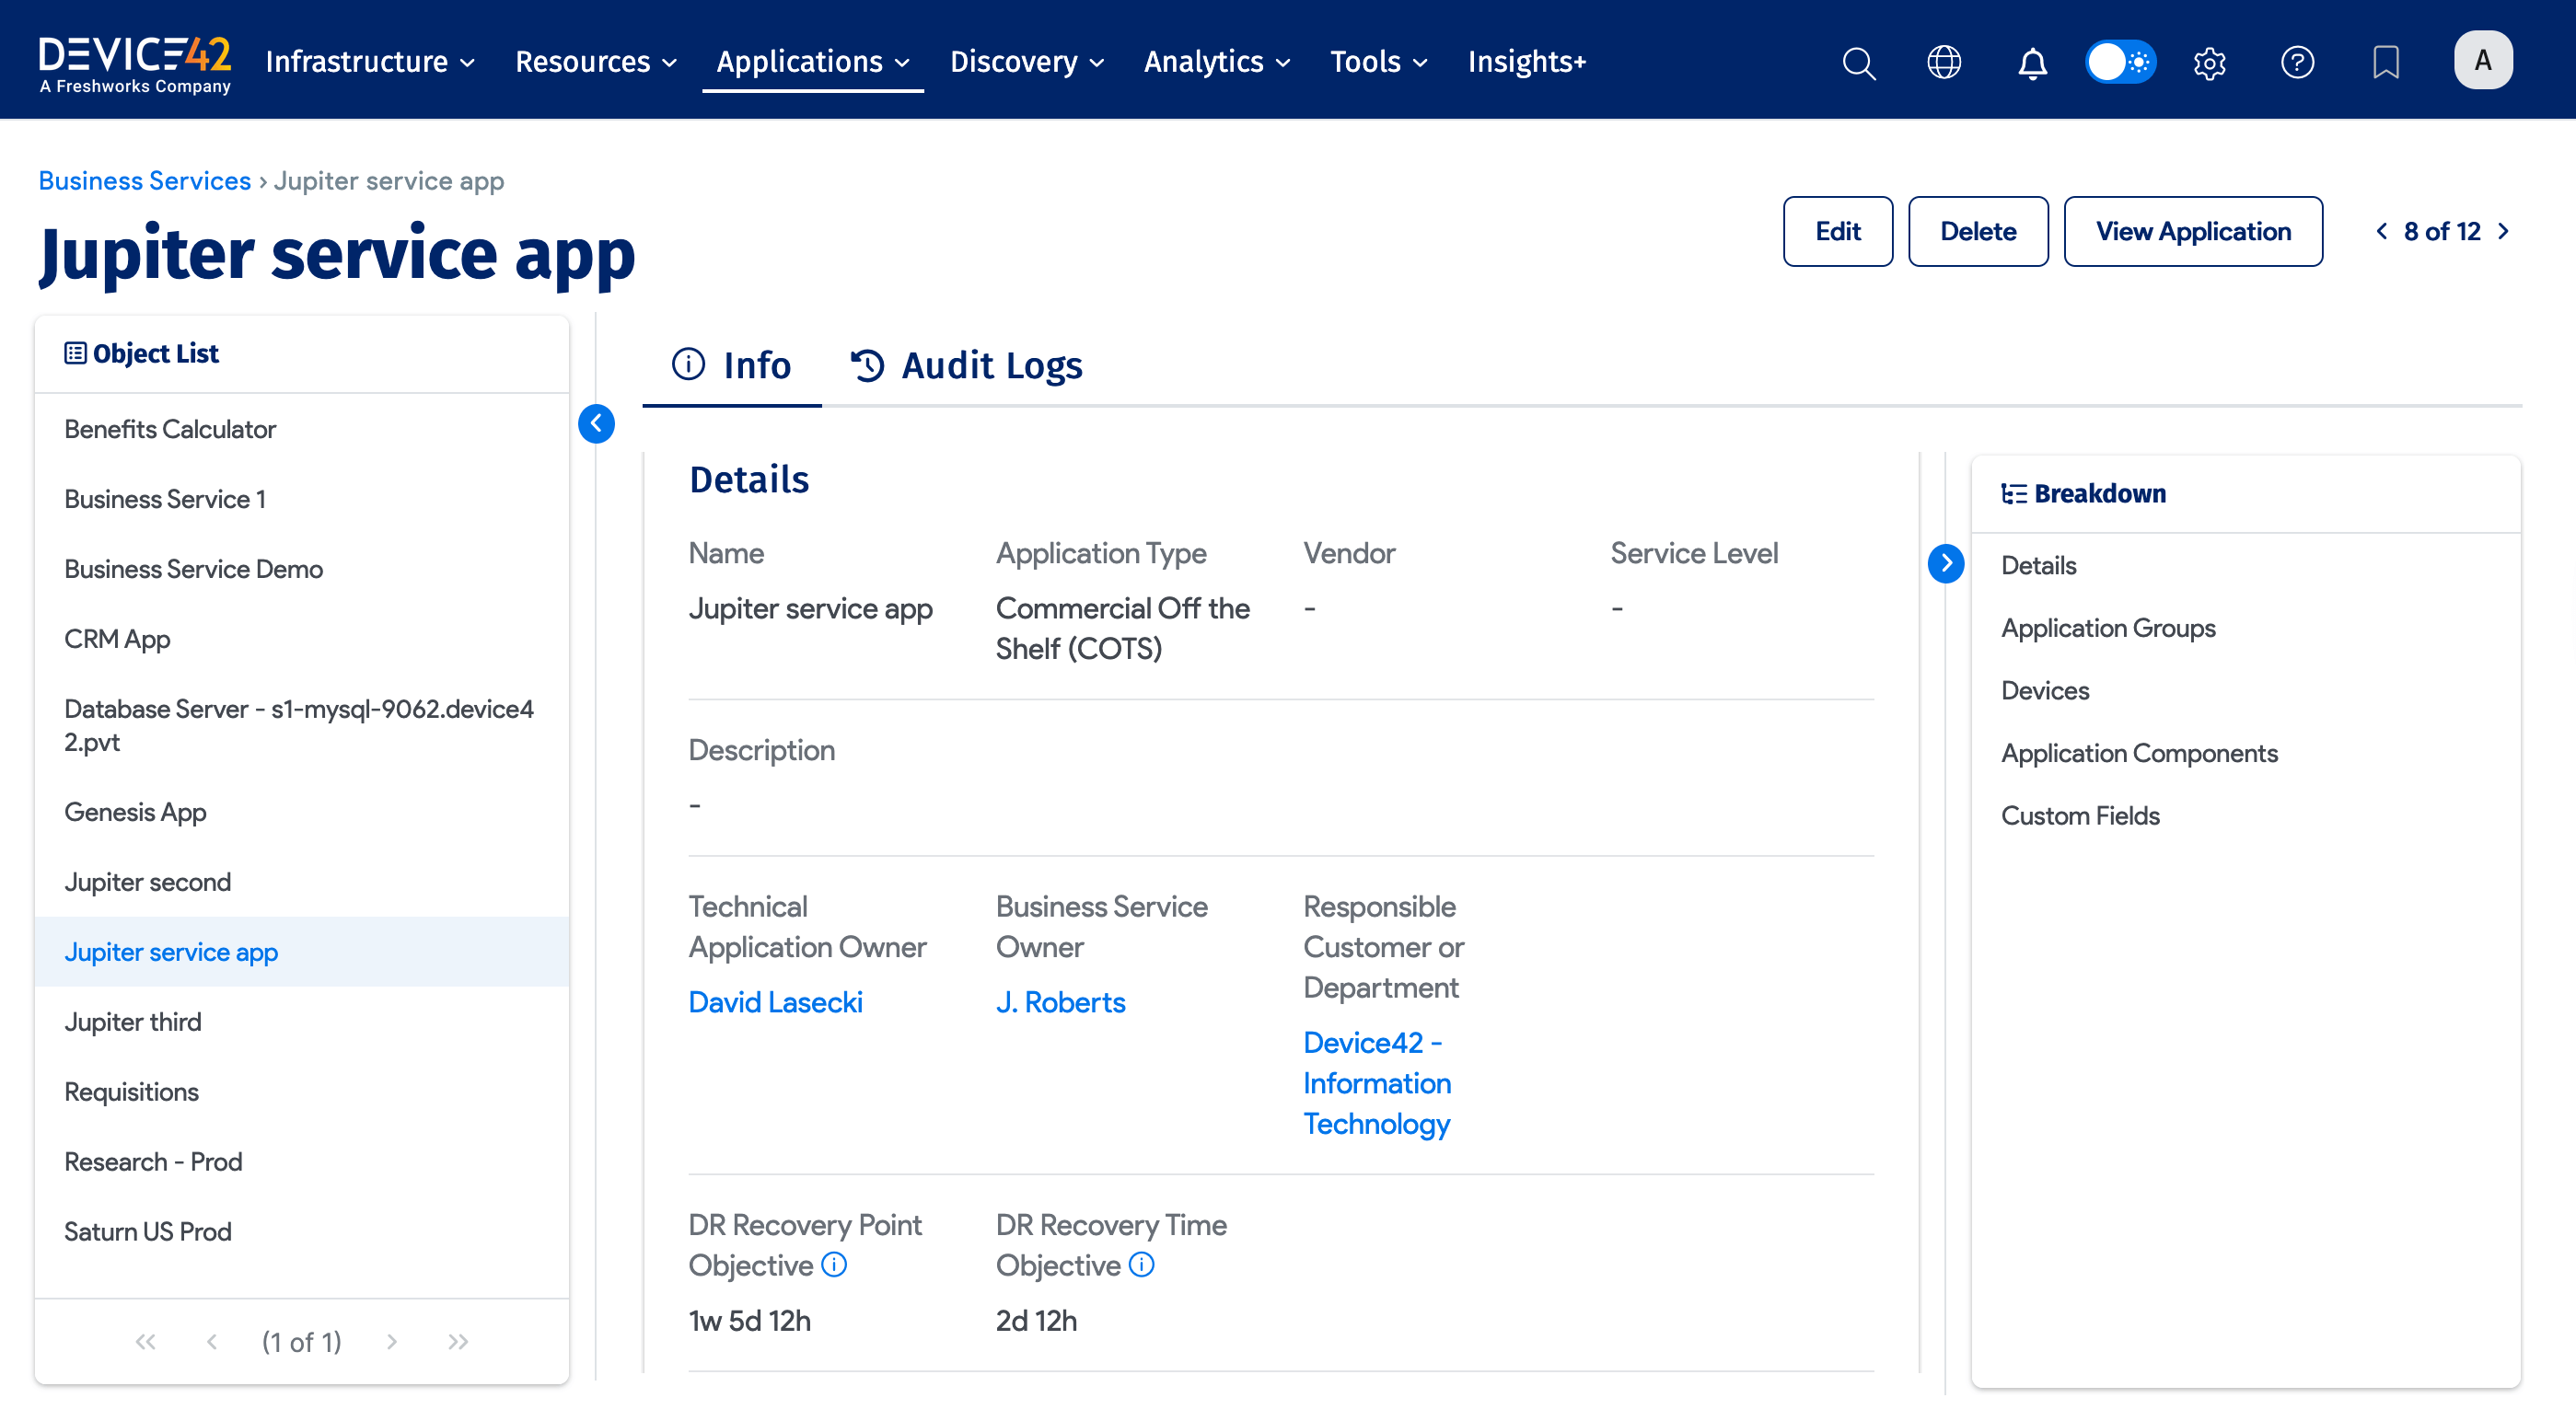 DEVICE42
A Freshworks Company
Infrastructure
Resources
Applications
Discovery
Analytics
Tools
Insights+
A
Business Services › Jupiter service app
Jupiter service app
Edit
Delete
View Application
8 of 12
Object List
Benefits Calculator
Business Service 1
Business Service Demo
CRM App
Database Server - s1-mysql-9062.device4
2.pvt
Genesis App
Jupiter second
Jupiter service app
Jupiter third
Requisitions
Research - Prod
Saturn US Prod
(1 of 1)
Info
Audit Logs
Details
Name
Jupiter service app
Application Type
Commercial Off the
Shelf (COTS)
Vendor
-
Service Level
-
Description
-
Technical
Application Owner
David Lasecki
Business Service
Owner
J. Roberts
Responsible
Customer or
Department
Device42 -
Information
Technology
DR Recovery Point
Objective
1w 5d 12h
DR Recovery Time
Objective
2d 12h
Breakdown
Details
Application Groups
Devices
Application Components
Custom Fields